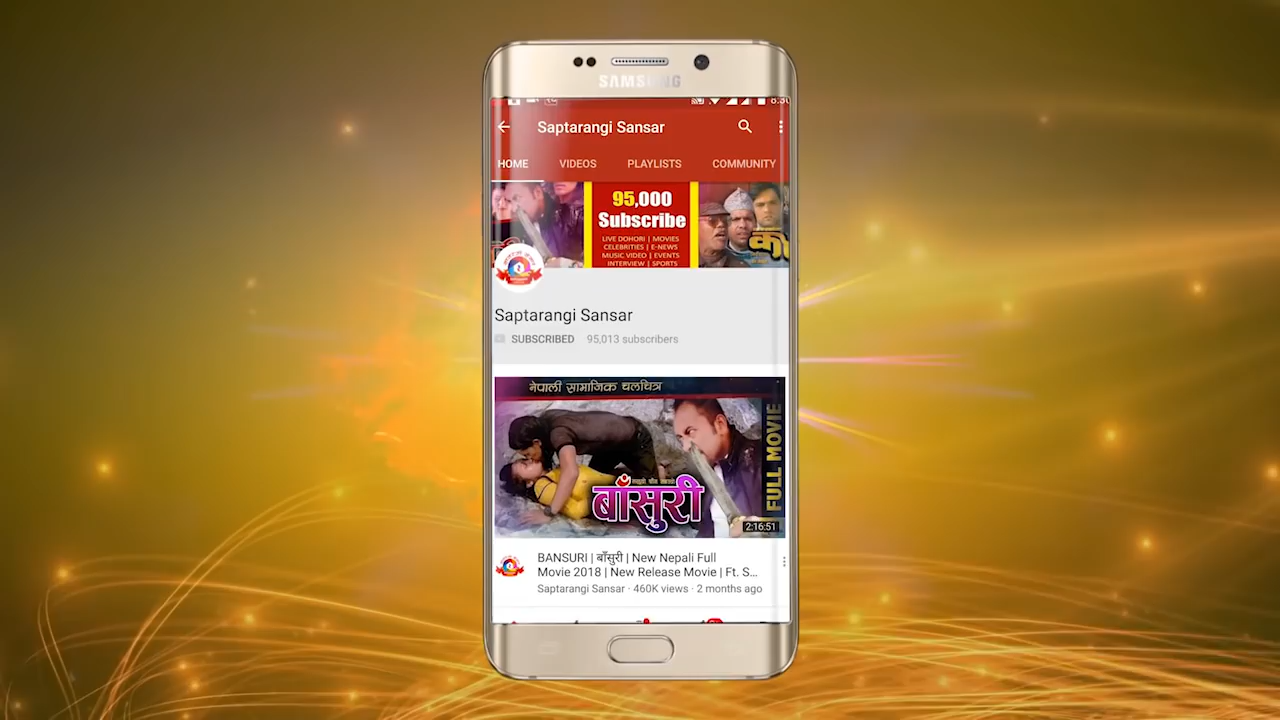 SAMSUNG
8:30
Saptarangi Sansar
HOME VIDEOS PLAYLISTS COMMUNITY
95,000
Subscribe
LIVE DOHORI | MOVIES
CELEBRITIES | E-NEWS
MUSIC VIDEO | EVENTS
INTERVIEW | SPORTS
Saptarangi Sansar
SUBSCRIBED 95,013 subscribers
नेपाली सामाजिक चलचित्र
FULL MOVIE
बाँसुरी
2:16:51
BANSURI | बाँसुरी | New Nepali Full
Movie 2018 | New Release Movie | Ft. S...
Saptarangi Sansar · 460K views · 2 months ago